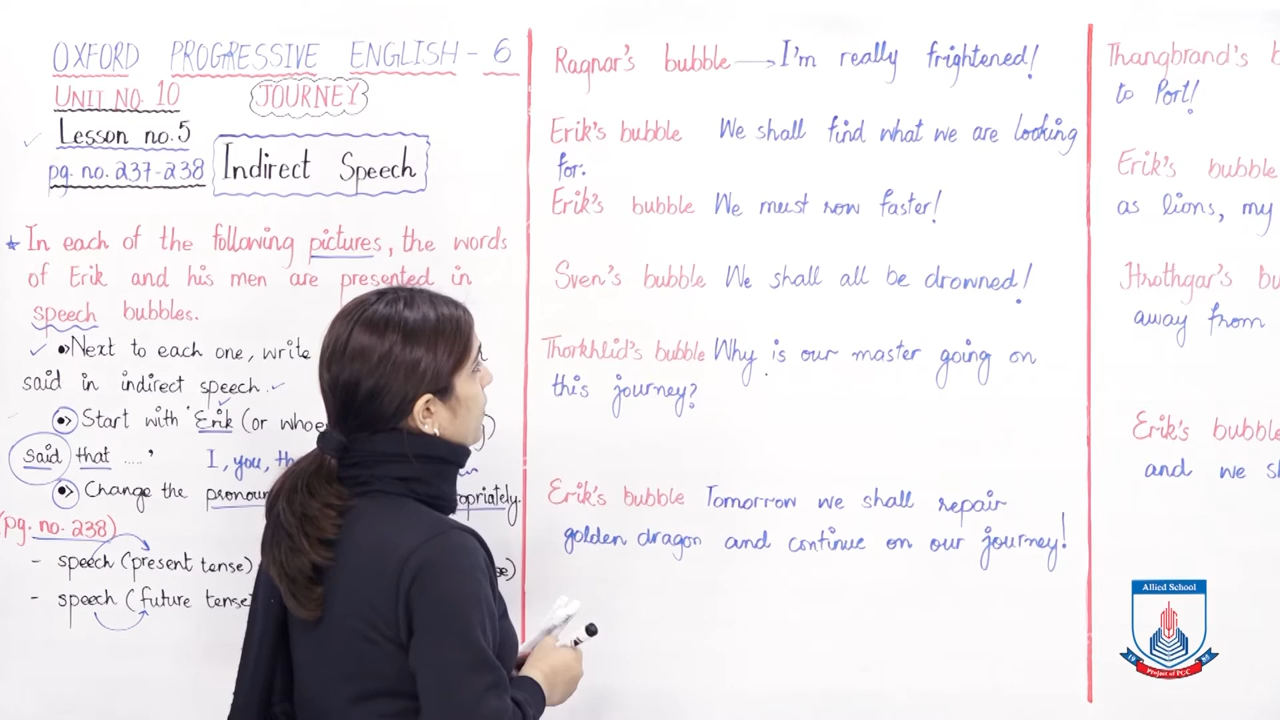 OXFORD PROGRESSIVE ENGLISH - 6
UNIT NO. 10 JOURNEY
Lesson no.5
pg. no. 237-238 Indirect Speech
In each of the following pictures, the words
of Erik and his men are presented in
speech bubbles.
Next to each one, write
said in indirect speech.
Start with 'Erik (or
said that ....'
I, you,
Change the
(pg. no. 238)
- speech (present tense)
- speech (future tense
Ragnar's bubble → I'm really frightened!
Erik's bubble We shall find what we are looking
for.
Erik's bubble We must row faster!
Sven's bubble We shall all be drowned!
Thorkhlid's bubble Why is our master going on
this journey?
Erik's bubble Tomorrow we shall repair
golden dragon and continue on our journey!
Thangbrand's
to Port!
Erik's bubble
as lions, my
Hrothgar's
away from
Erik's bubble
and we
Allied School
Project of PGC